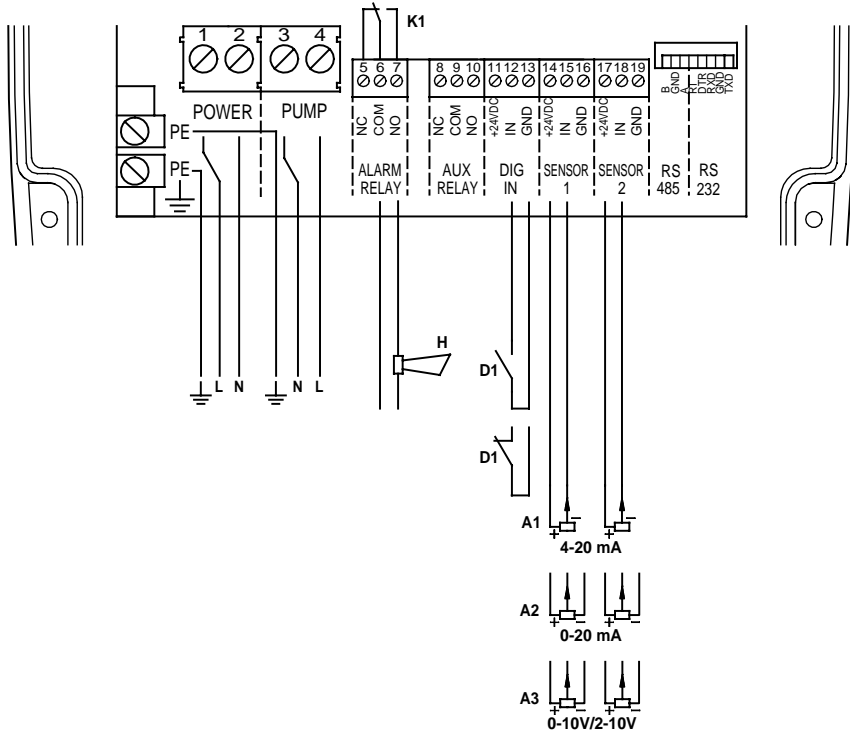 K1
1 2 3 4
5 6 7 8 9 10 11 12 13 14 15 16 17 18 19
NC COM NO NC COM NO +24VDC IN GND +24VDC IN GND +24VDC IN GND
B GND A RI DTR RXD GND TXD
POWER PUMP
PE
PE
ALARM RELAY
AUX RELAY
DIG IN
SENSOR 1
SENSOR 2
RS 485
RS 232
H
L N N L
D1
D1
A1
+ − + −
4-20 mA
A2
+ − + −
0-20 mA
A3
+ − + −
0-10V/2-10V